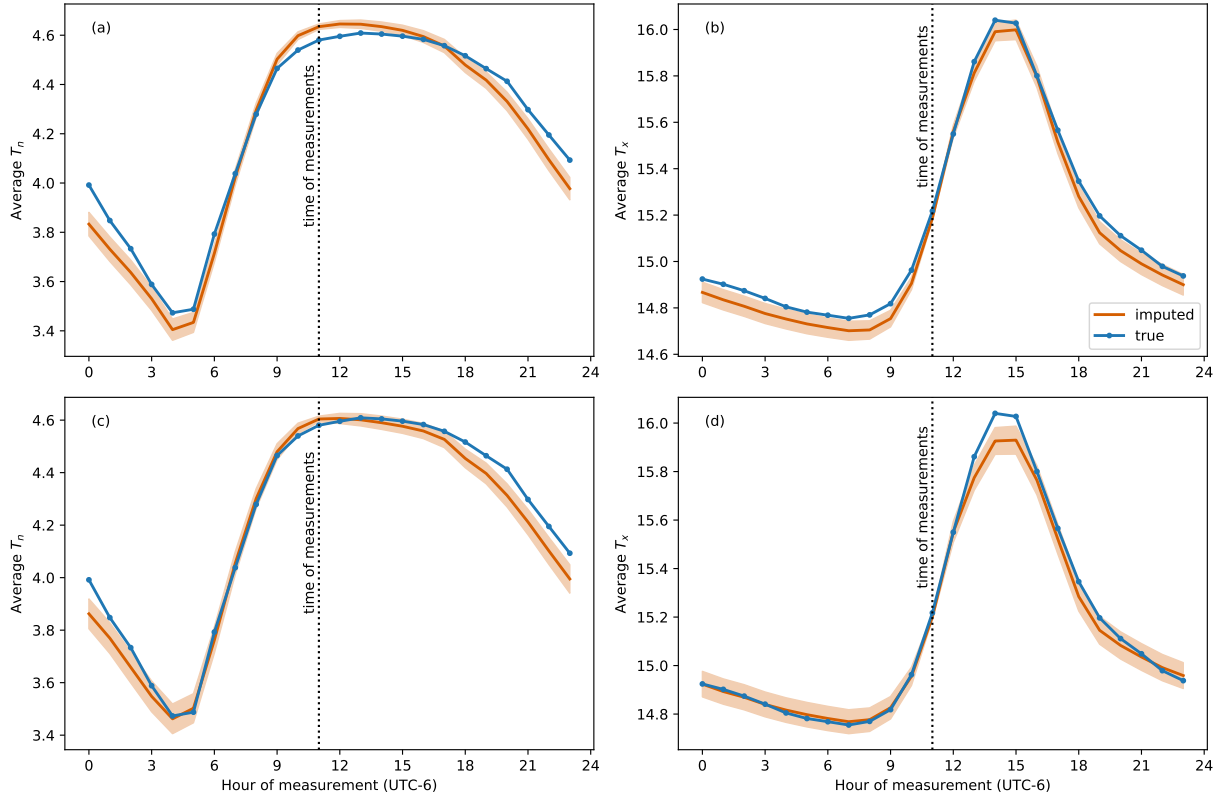 (a)
Average Tn
4.6
4.4
4.2
4.0
3.8
3.6
3.4
time of measurements
0 3 6 9 12 15 18 21 24
(b)
Average Tx
16.0
15.8
15.6
15.4
15.2
15.0
14.8
14.6
time of measurements
imputed
true
0 3 6 9 12 15 18 21 24
(c)
Average Tn
4.6
4.4
4.2
4.0
3.8
3.6
3.4
time of measurements
0 3 6 9 12 15 18 21 24
Hour of measurement (UTC-6)
(d)
Average Tx
16.0
15.8
15.6
15.4
15.2
15.0
14.8
time of measurements
0 3 6 9 12 15 18 21 24
Hour of measurement (UTC-6)